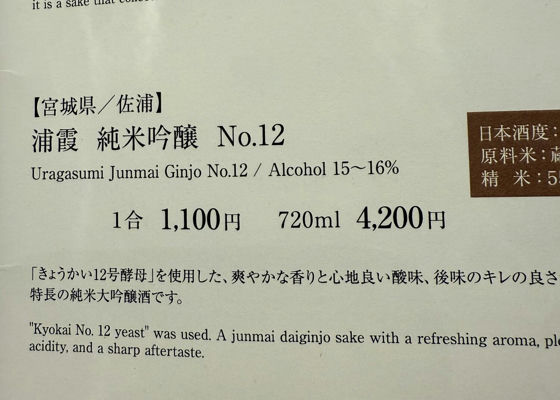 it is a sake that
【宮城県／佐浦】
浦霞 純米吟醸 No.12
Uragasumi Junmai Ginjo No.12 / Alcohol 15〜16%
日本酒度:
原料米:
精 米:
1合 1,100円 720ml 4,200円
「きょうかい12号酵母」を使用した、爽やかな香りと心地良い酸味、後味のキレの良さ
特長の純米大吟醸酒です。
"Kyokai No. 12 yeast" was used. A junmai daiginjo sake with a refreshing aroma,
acidity, and a sharp aftertaste.